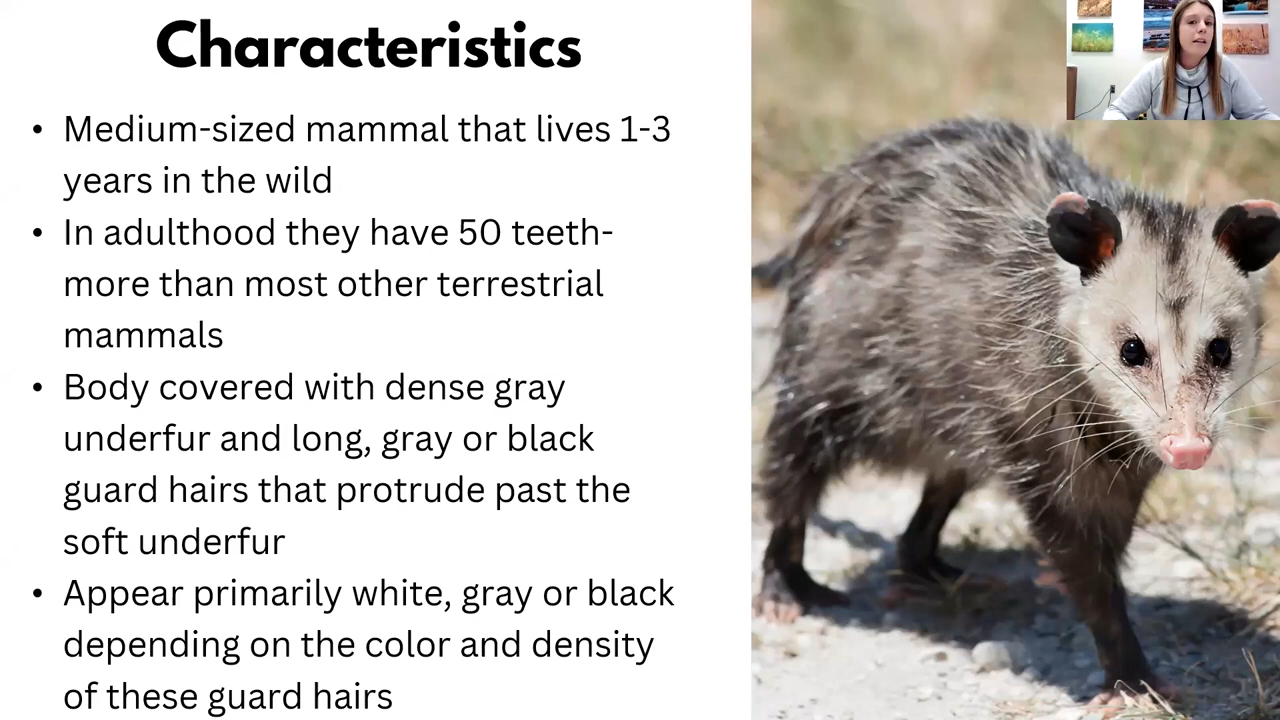 Characteristics
• Medium-sized mammal that lives 1-3
years in the wild
• In adulthood they have 50 teeth-
more than most other terrestrial
mammals
• Body covered with dense gray
underfur and long, gray or black
guard hairs that protrude past the
soft underfur
• Appear primarily white, gray or black
depending on the color and density
of these guard hairs